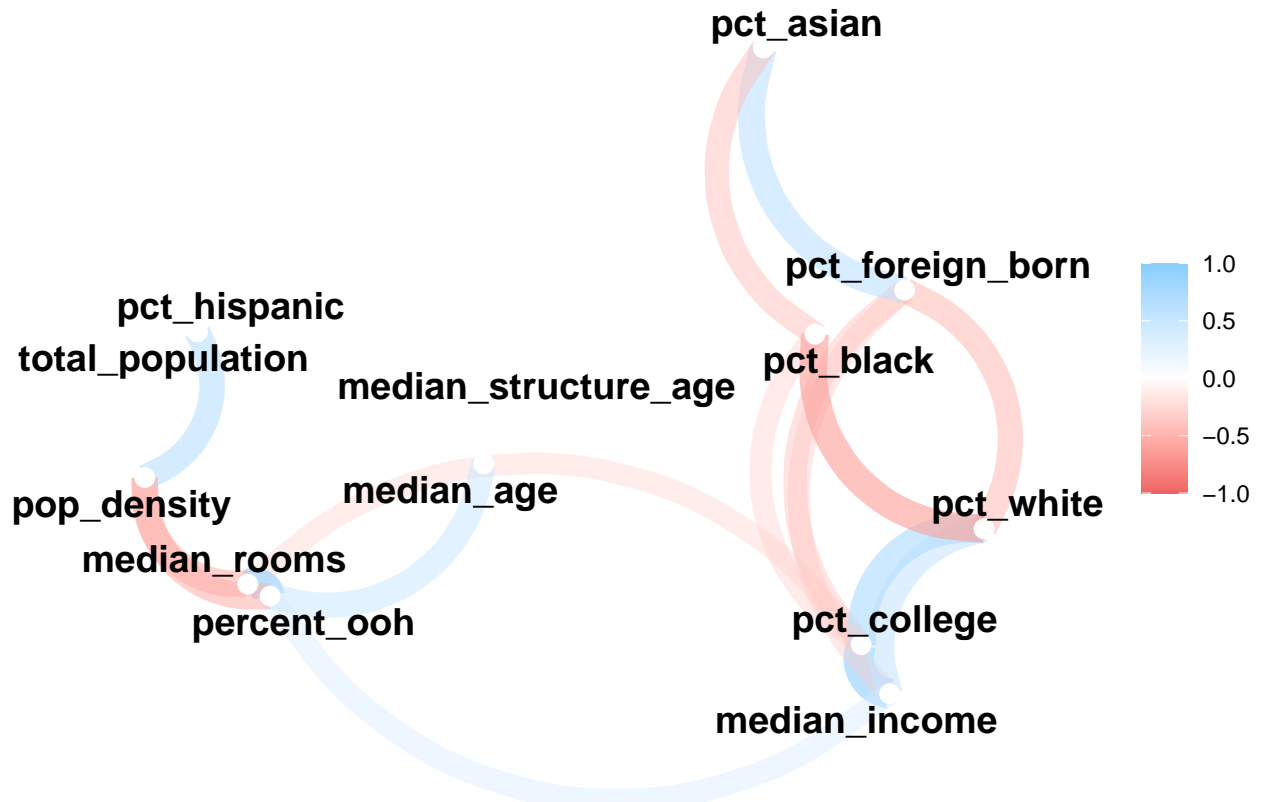 pct_asian
pct_foreign_born
pct_hispanic
total_population
pct_black
median_structure_age
median_age
pop_density
pct_white
median_rooms
percent_ooh
pct_college
median_income
1.0
0.5
0.0
−0.5
−1.0